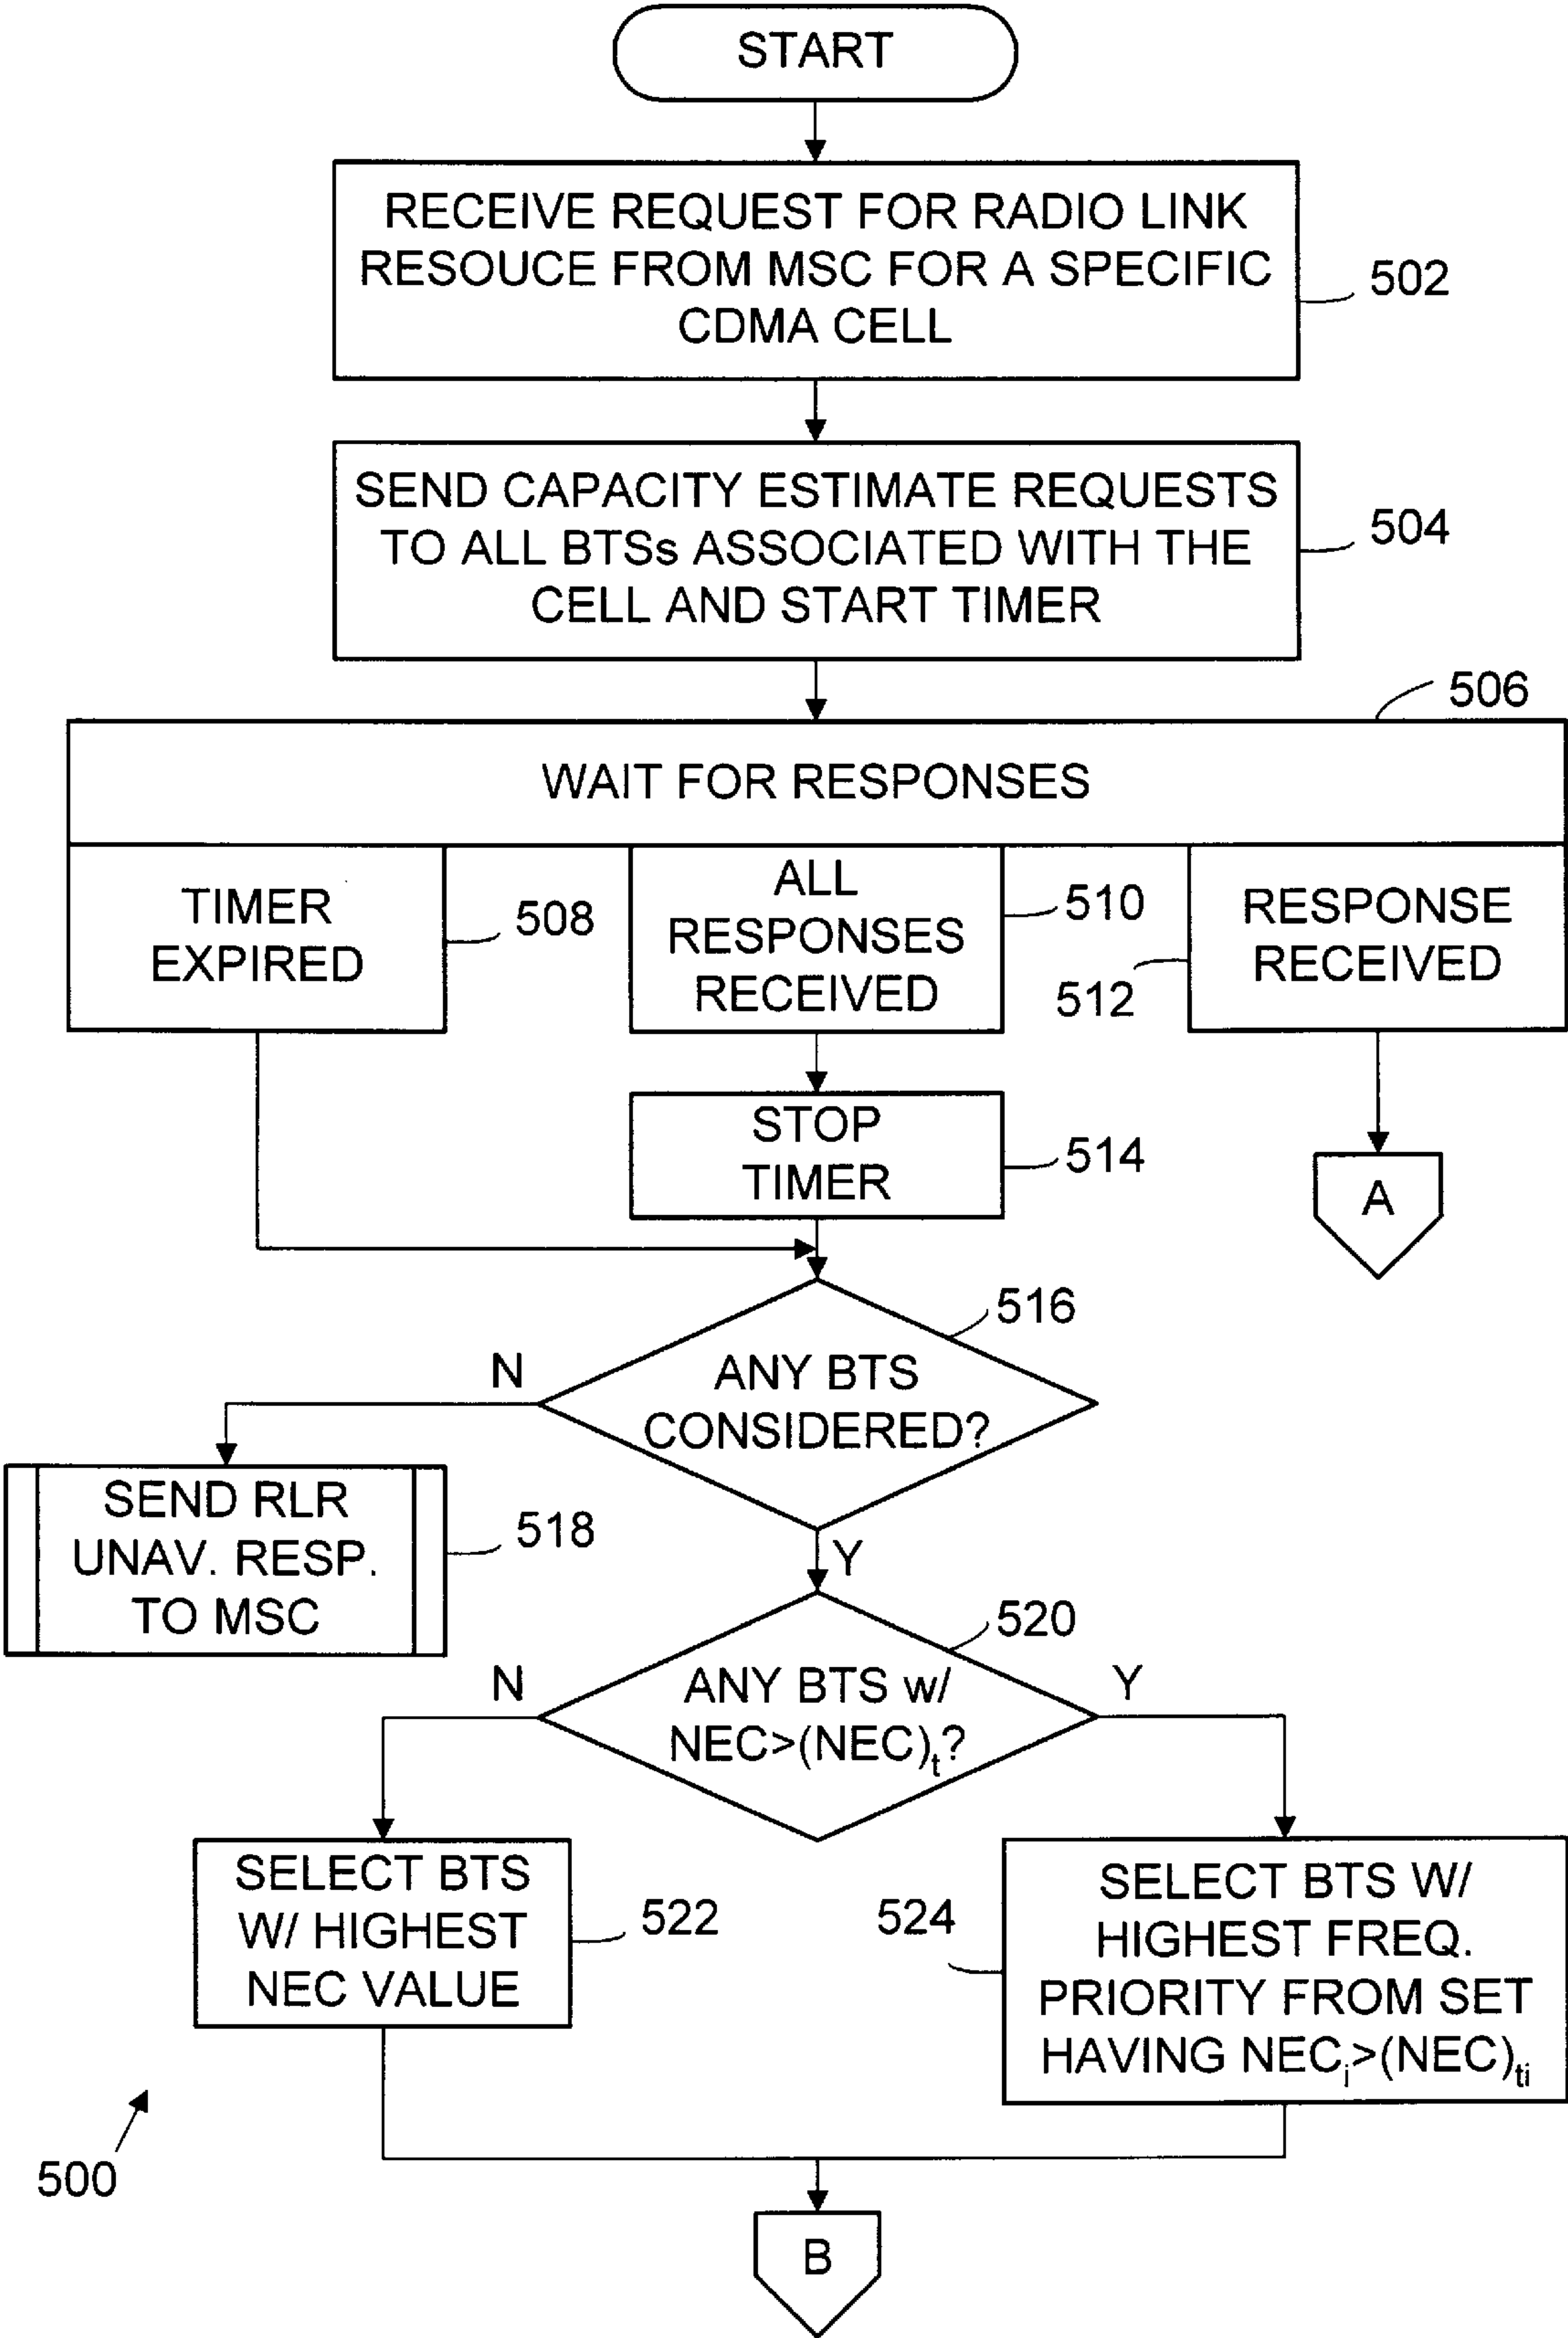 START
RECEIVE REQUEST FOR RADIO LINK
RESOUCE FROM MSC FOR A SPECIFIC
CDMA CELL
502
SEND CAPACITY ESTIMATE REQUESTS
TO ALL BTSs ASSOCIATED WITH THE
CELL AND START TIMER
504
506
WAIT FOR RESPONSES
TIMER
EXPIRED
508
ALL
RESPONSES
RECEIVED
510
512
RESPONSE
RECEIVED
STOP
TIMER
514
A
516
N
ANY BTS
CONSIDERED?
SEND RLR
UNAV. RESP.
TO MSC
518
Y
520
N
ANY BTS w/
NEC>(NEC)t?
Y
SELECT BTS
W/ HIGHEST
NEC VALUE
522
524
SELECT BTS W/
HIGHEST FREQ.
PRIORITY FROM SET
HAVING NECi>(NEC)ti
500
B